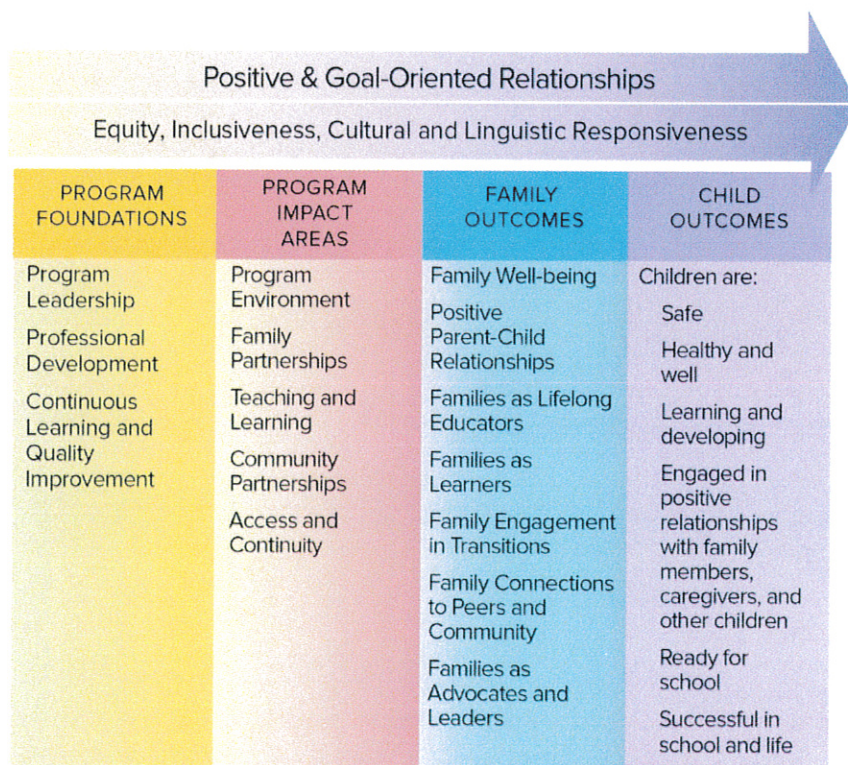 Positive & Goal-Oriented Relationships
Equity, Inclusiveness, Cultural and Linguistic Responsiveness
PROGRAM
FOUNDATIONS
Program
Leadership
Professional
Development
Continuous
Learning and
Quality
Improvement
PROGRAM
IMPACT
AREAS
Program
Environment
Family
Partnerships
Teaching and
Learning
Community
Partnerships
Access and
Continuity
FAMILY
OUTCOMES
Family Well-being
Positive
Parent-Child
Relationships
Families as Lifelong
Educators
Families as
Learners
Family Engagement
in Transitions
Family Connections
to Peers and
Community
Families as
Advocates and
Leaders
CHILD
OUTCOMES
Children are:
Safe
Healthy and
well
Learning and
developing
Engaged in
positive
relationships
with family
members,
caregivers, and
other children
Ready for
school
Successful in
school and life